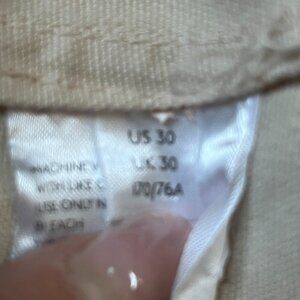 US 30
UK 30
170/76A
MACHINE
WITH LIKE C
USE ONLY N
BLEACH